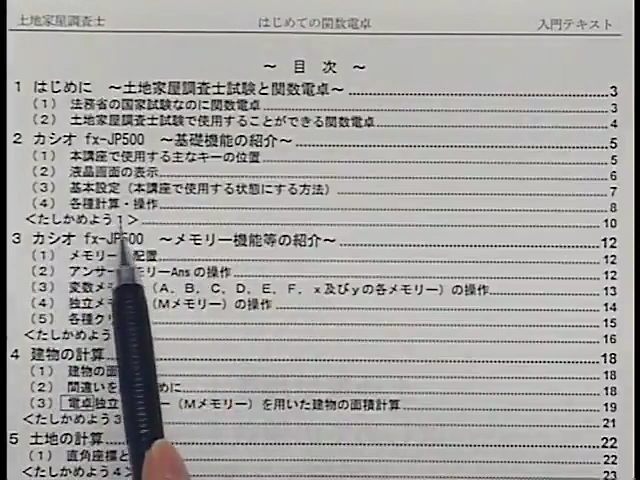 土地家屋調査士 はじめての関数電卓 入門テキスト
～ 目 次 ～
1 はじめに ～土地家屋調査士試験と関数電卓～ 3
(1) 法務省の国家試験なのに関数電卓 3
(2) 土地家屋調査士試験で使用することができる関数電卓 4
2 カシオ fx-JP500 ～基礎機能の紹介～ 5
(1) 本講座で使用する主なキーの位置 5
(2) 液晶画面の表示 6
(3) 基本設定(本講座で使用する状態にする方法) 7
(4) 各種計算・操作 8
<たしかめよう1> 10
3 カシオ fx-JP500 ～メモリー機能等の紹介～ 12
(1) メモリー 配置 12
(2) アンサーメモリーAnsの操作 12
(3) 変数メモ (A、B、C、D、E、F、x及びyの各メモリー)の操作 13
(4) 独立メ (Mメモリー)の操作 14
(5) 各種ク 15
<たしかめよう 16
4 建物の計算 18
(1) 建物の面 18
(2) 間違いを めに 18
(3) 電卓独立 ー(Mメモリー)を用いた建物の面積計算 19
<たしかめよう3 21
5 土地の計算 22
(1) 直角座標と 22
<たしかめよう4> 23